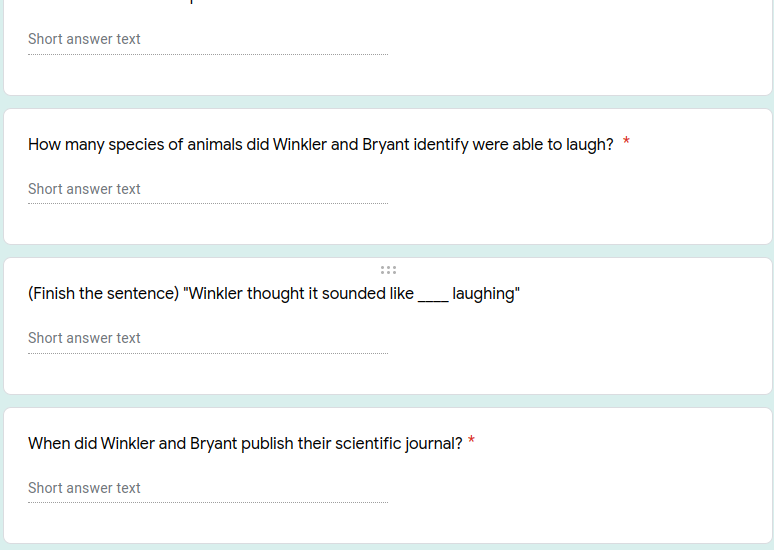 Short answer text
How many species of animals did Winkler and Bryant identify were able to laugh? *
Short answer text
(Finish the sentence) "Winkler thought it sounded like ____ laughing"
Short answer text
When did Winkler and Bryant publish their scientific journal? *
Short answer text